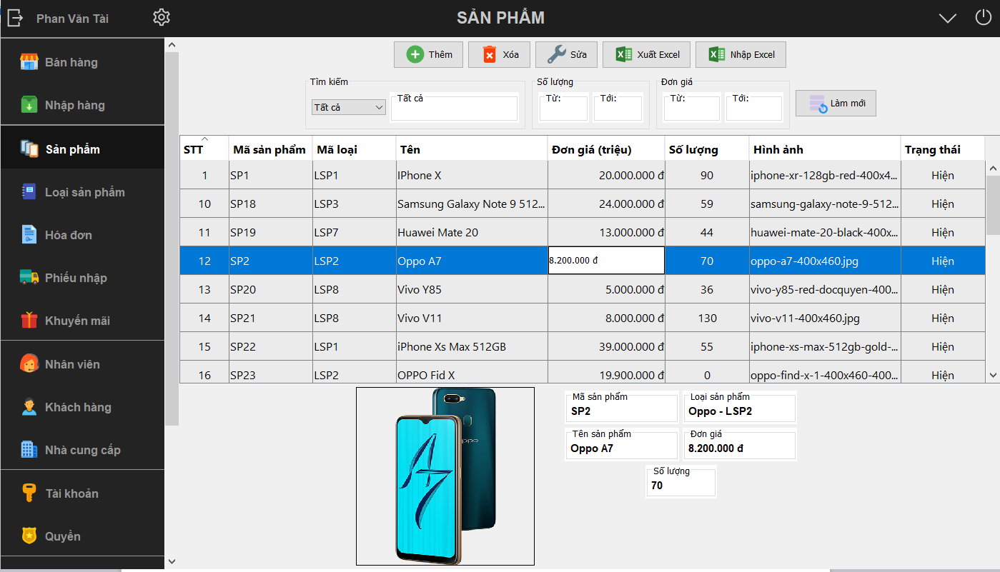 Phan Văn Tài
SẢN PHẨM
Bán hàng
Nhập hàng
Sản phẩm
Loại sản phẩm
Hóa đơn
Phiếu nhập
Khuyến mãi
Nhân viên
Khách hàng
Nhà cung cấp
Tài khoản
Quyền
Thêm Xóa Sửa Xuất Excel Nhập Excel
Tìm kiếm Số lượng Đơn giá
Tất cả Từ: Tới: Từ: Tới:
Tất cả Làm mới
STT Mã sản phẩm Mã loại Tên Đơn giá (triệu) Số lượng Hình ảnh Trạng thái
1 SP1 LSP1 IPhone X 20.000.000 đ 90 iphone-xr-128gb-red-400x4... Hiện
10 SP18 LSP3 Samsung Galaxy Note 9 512... 24.000.000 đ 59 samsung-galaxy-note-9-512... Hiện
11 SP19 LSP7 Huawei Mate 20 13.000.000 đ 44 huawei-mate-20-black-400x... Hiện
12 SP2 LSP2 Oppo A7 8.200.000 đ 70 oppo-a7-400x460.jpg Hiện
13 SP20 LSP8 Vivo Y85 5.000.000 đ 36 vivo-y85-red-docquyen-400... Hiện
14 SP21 LSP8 Vivo V11 8.000.000 đ 130 vivo-v11-400x460.jpg Hiện
15 SP22 LSP1 iPhone Xs Max 512GB 39.000.000 đ 55 iphone-xs-max-512gb-gold-... Hiện
16 SP23 LSP2 OPPO Fid X 19.900.000 đ 0 oppo-find-x-1-400x460-400... Hiện
A7
oppo
Mã sản phẩm Loại sản phẩm
SP2 Oppo - LSP2
Tên sản phẩm Đơn giá
Oppo A7 8.200.000 đ
Số lượng
70